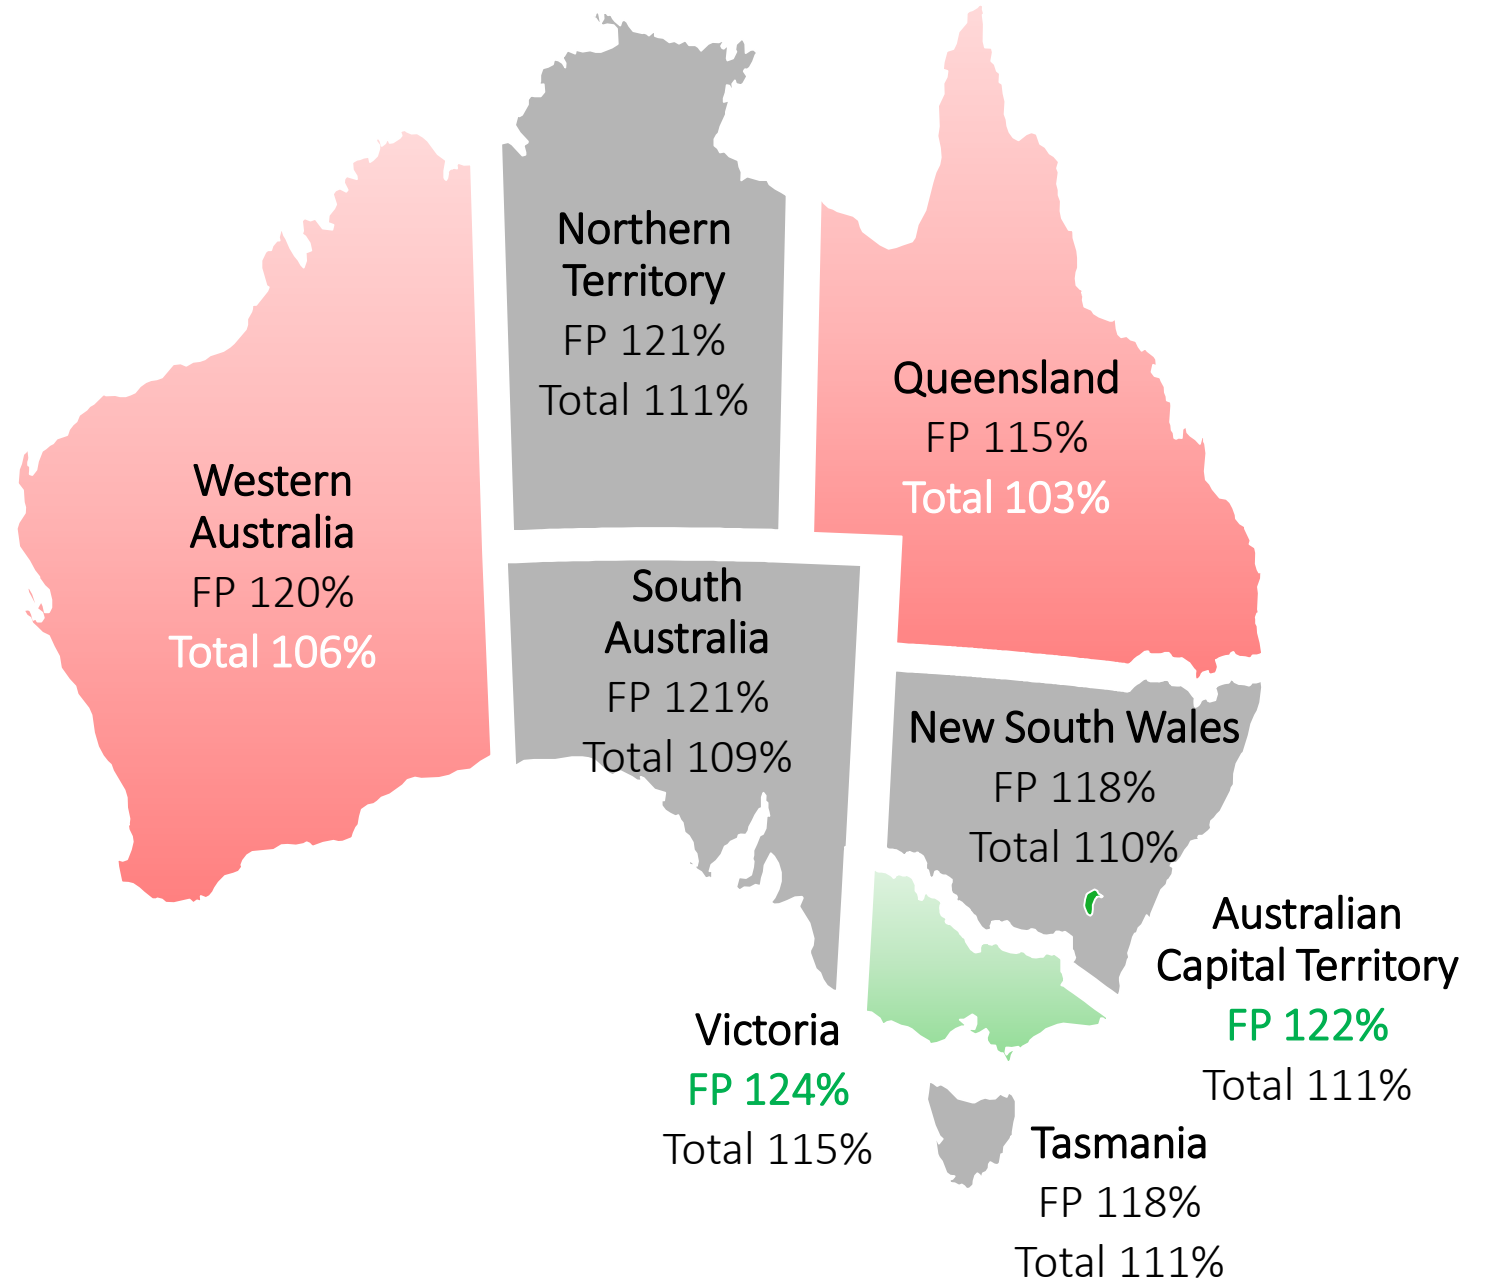 Northern
Territory
FP 121%
Total 111%
Queensland
FP 115%
Total 103%
Western
Australia
FP 120%
Total 106%
South
Australia
FP 121%
Total 109%
New South Wales
FP 118%
Total 110%
Australian
Capital Territory
FP 122%
Total 111%
Victoria
FP 124%
Total 115%
Tasmania
FP 118%
Total 111%